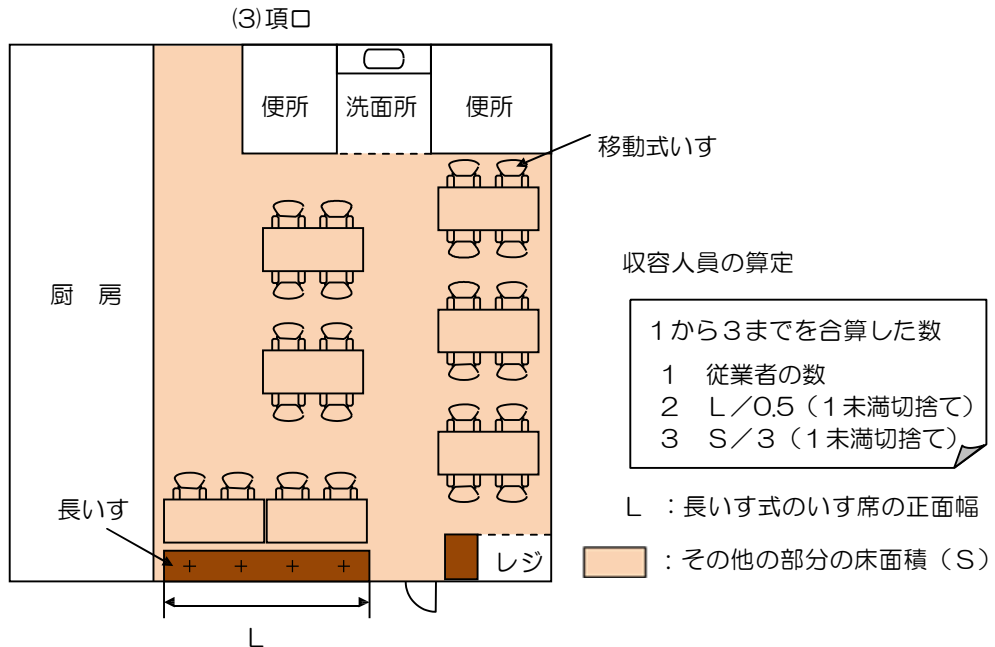 ⑶項ロ
便所
洗面所
便所
移動式いす
厨　房
収容人員の算定
１から３までを合算した数
１　従業者の数
２　Ｌ／0.5（１未満切捨て）
３　Ｓ／３（１未満切捨て）
長いす
＋　＋　＋　＋
レジ
Ｌ
Ｌ　：長いす式のいす席の正面幅
：その他の部分の床面積（Ｓ）